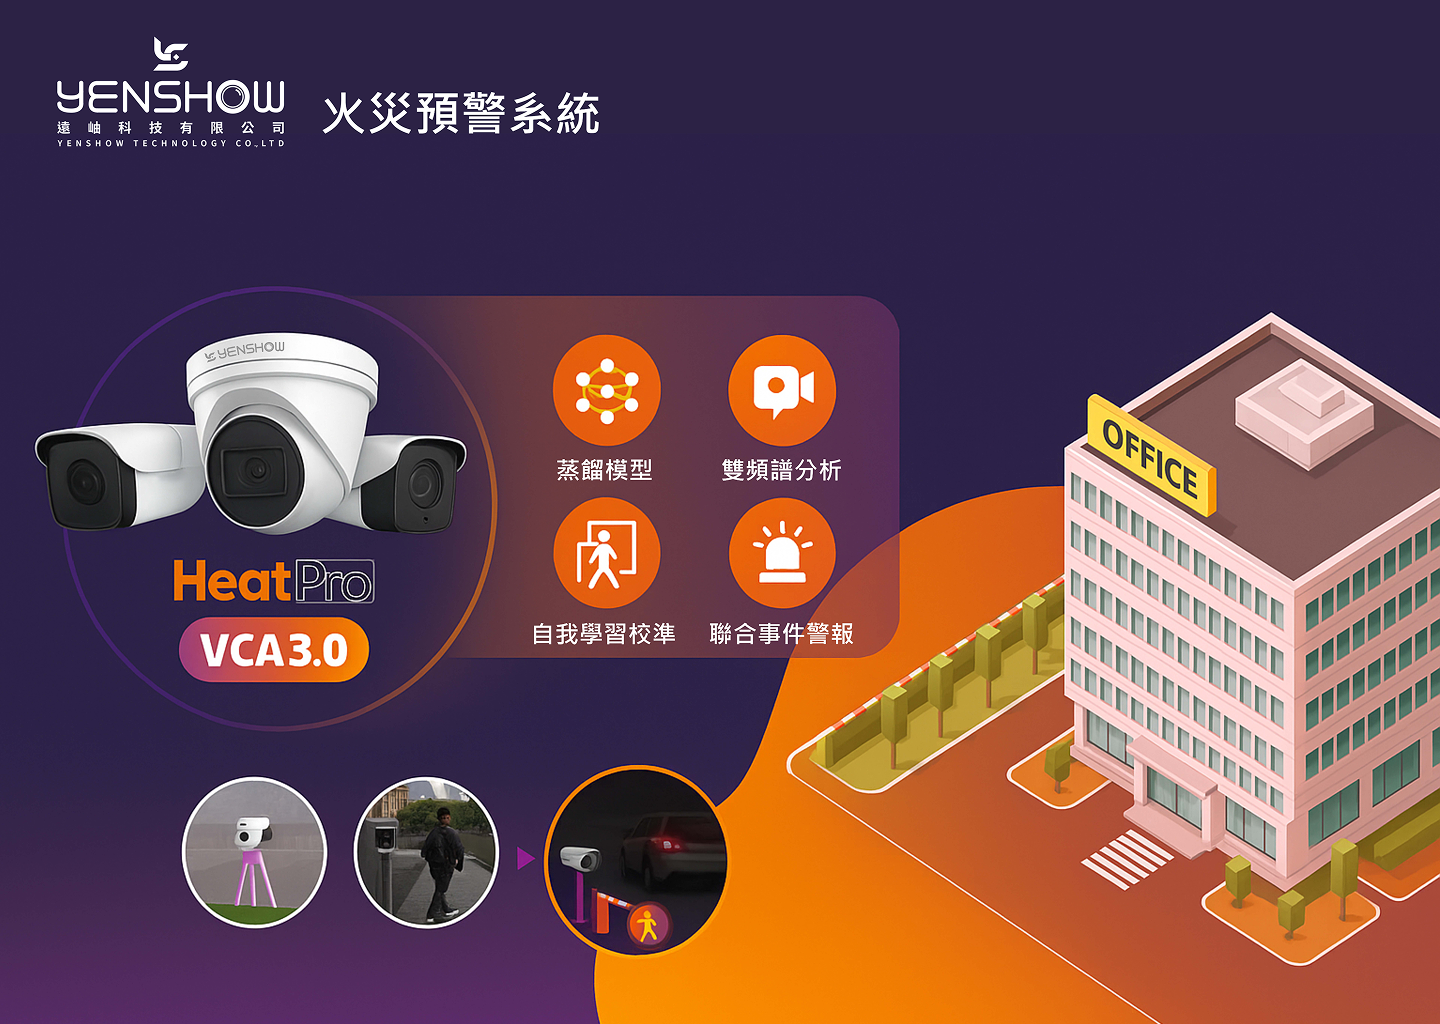 YENSHOW
遠岫科技有限公司
YENSHOW TECHNOLOGY CO.,LTD
火災預警系統
YENSHOW
HeatPro
VCA3.0
蒸餾模型
雙頻譜分析
自我學習校準
聯合事件警報
OFFICE